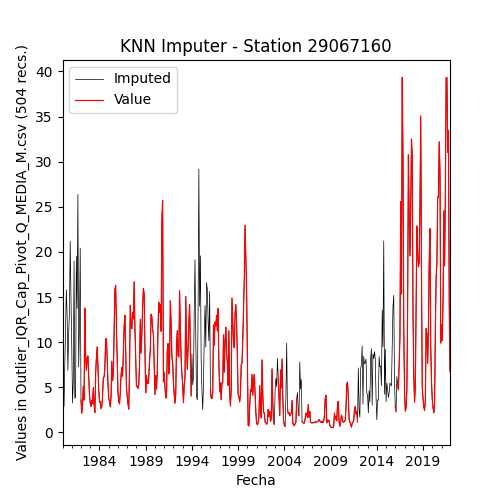 KNN Imputer - Station 29067160
Values in Outlier_IQR_Cap_Pivot_Q_MEDIA_M.csv (504 recs.)
Imputed
Value
40
35
30
25
20
15
10
5
0
1984 1989 1994 1999 2004 2009 2014 2019
Fecha